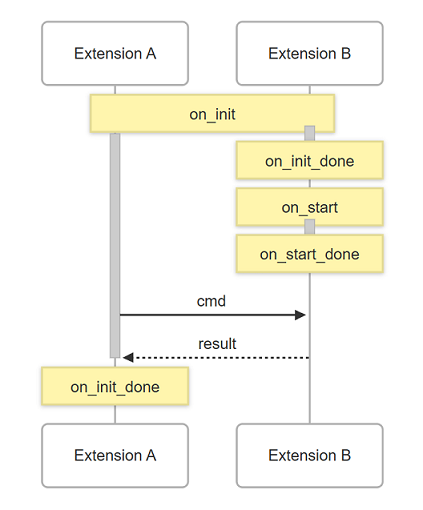 Extension A
Extension B
on_init
on_init_done
on_start
on_start_done
cmd
result
on_init_done
Extension A
Extension B